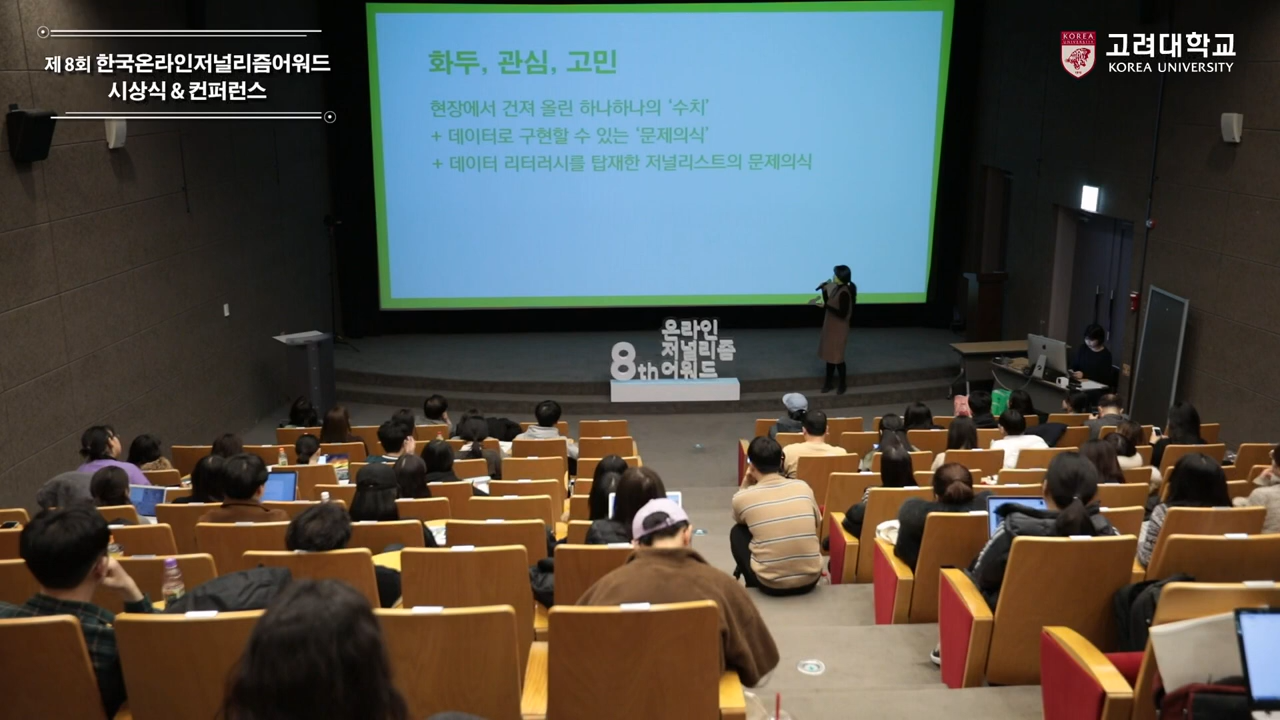 제 8회 한국온라인저널리즘어워드
시상식 & 컨퍼런스
고려대학교
KOREA UNIVERSITY
KOREA
UNIVERSITY
화두, 관심, 고민
현장에서 건져 올린 하나하나의 '수치'
+ 데이터로 구현할 수 있는 '문제의식'
+ 데이터 리터러시를 탑재한 저널리스트의 문제의식
8th
온라인
저널리즘
어워드